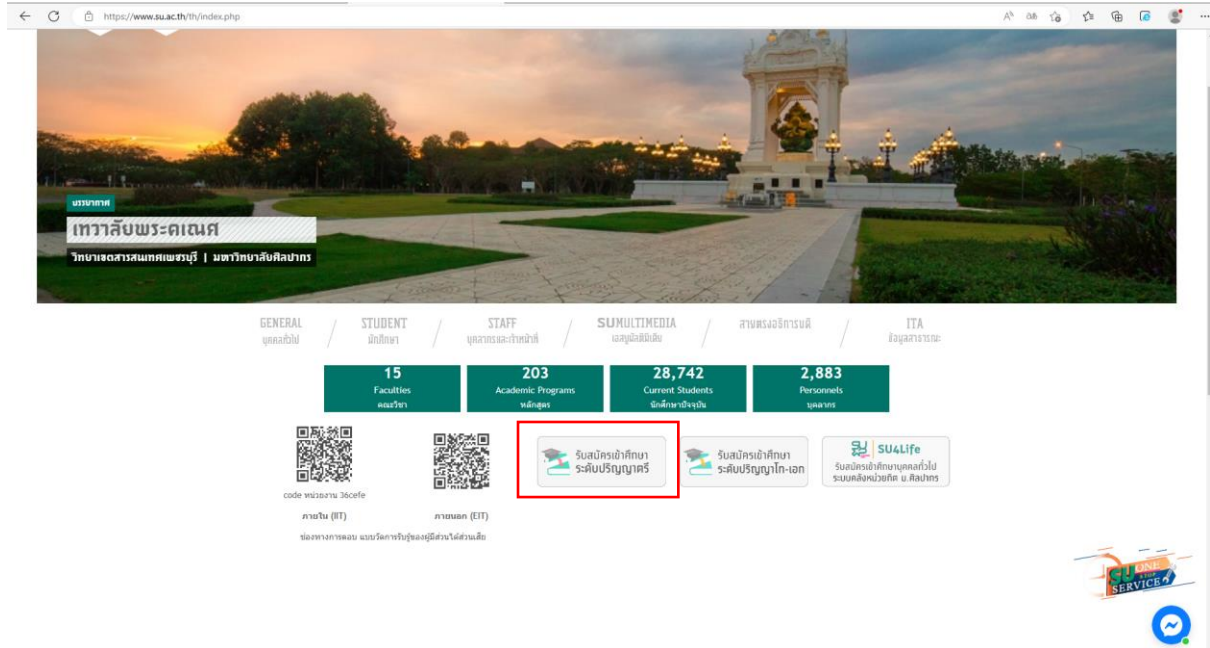 https://www.su.ac.th/th/index.php
บรรยากาศ
เทวาลัยพระคเณศ
วิทยาเขตสารสนเทศเพชรบุรี | มหาวิทยาลัยศิลปากร
GENERAL / STUDENT / STAFF / SUMULTIMEDIA / สายตรงอธิการบดี / ITA
บุคคลทั่วไป นักศึกษา บุคลากรและเจ้าหน้าที่ เอสยูมัลติมีเดีย ข้อมูลสาธารณะ
15 203 28,742 2,883
Faculties Academic Programs Current Students Personnels
คณะวิชา หลักสูตร นักศึกษาปัจจุบัน บุคลากร
รับสมัครเข้าศึกษา
ระดับปริญญาตรี
รับสมัครเข้าศึกษา
ระดับปริญญาโท-เอก
SU SU4Life
รับสมัครเข้าศึกษาบุคคลทั่วไป
ระบบคลังหน่วยกิต ม.ศิลปากร
code หน่วยงาน 36cefe
ภายใน (IIT) ภายนอก (EIT)
ช่องทางการตอบ แบบวัดการรับรู้ของผู้มีส่วนได้ส่วนเสีย
SU ONE STOP SERVICE